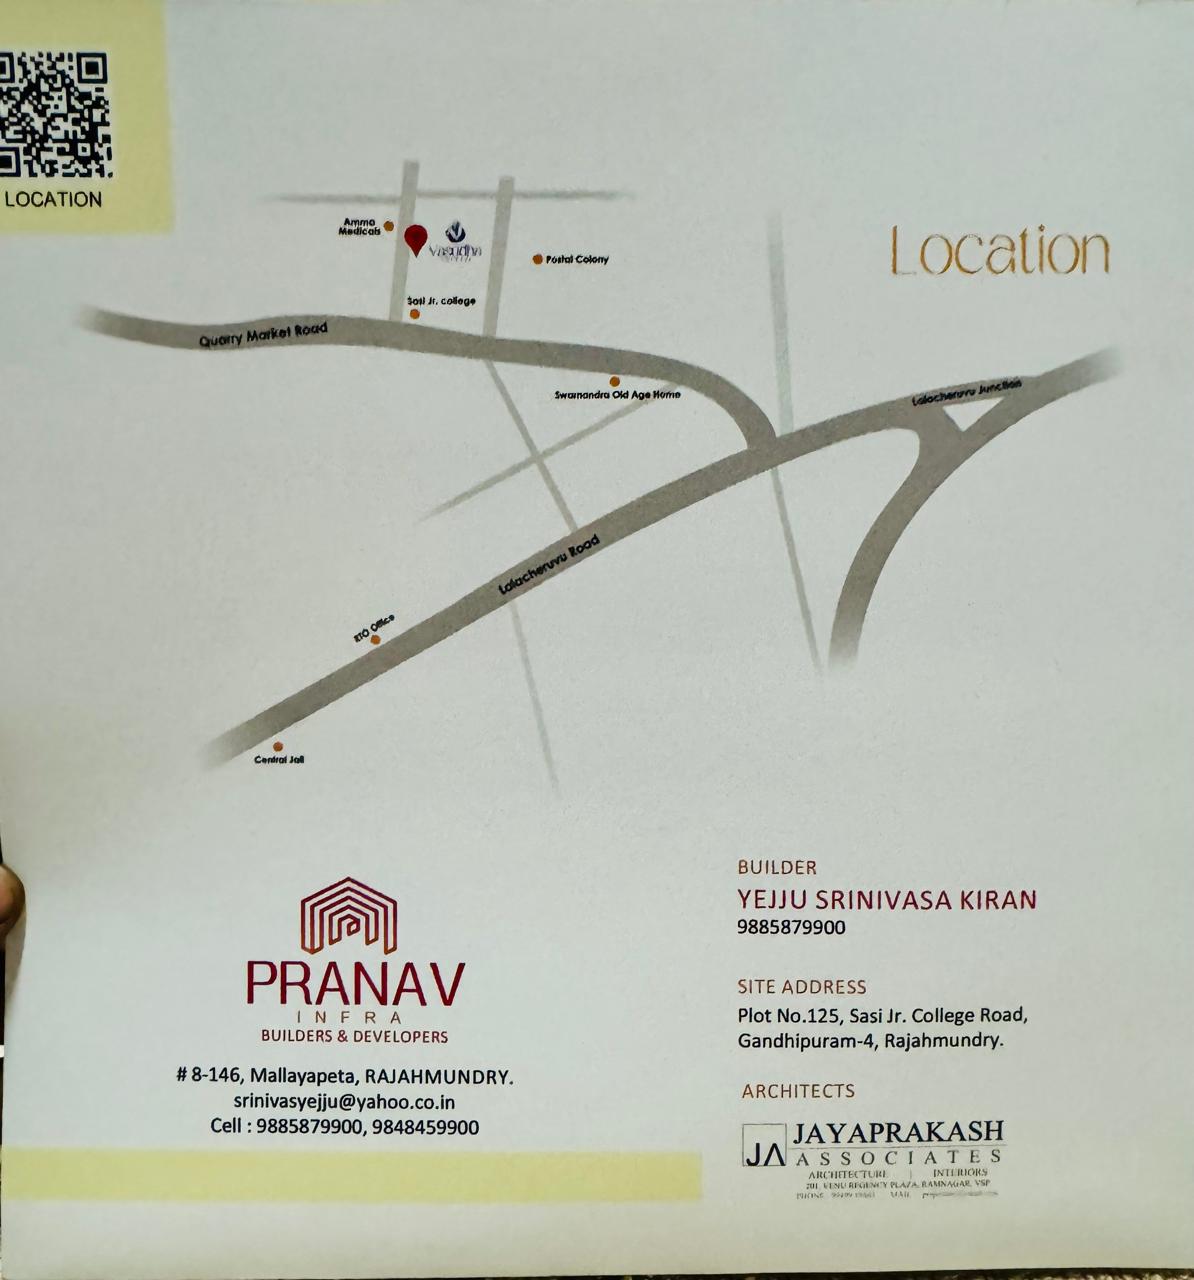 LOCATION
Location
Amma
Medicals
Vasudha
Postal Colony
Sasi Jr. college
Quarry Market Road
Swarnandra Old Age Home
Lalacheruvu Junction
Lalacheruvu Road
RTO Office
Central Jail
PRANAV
INFRA
BUILDERS & DEVELOPERS
# 8-146, Mallayapeta, RAJAHMUNDRY.
srinivasyejju@yahoo.co.in
Cell : 9885879900, 9848459900
BUILDER
YEJJU SRINIVASA KIRAN
9885879900
SITE ADDRESS
Plot No.125, Sasi Jr. College Road,
Gandhipuram-4, Rajahmundry.
ARCHITECTS
JA JAYAPRAKASH
ASSOCIATES
ARCHITECTURE | INTERIORS
201, VENU REGENCY PLAZA, RAMNAGAR, VSP
PHONE MAIL